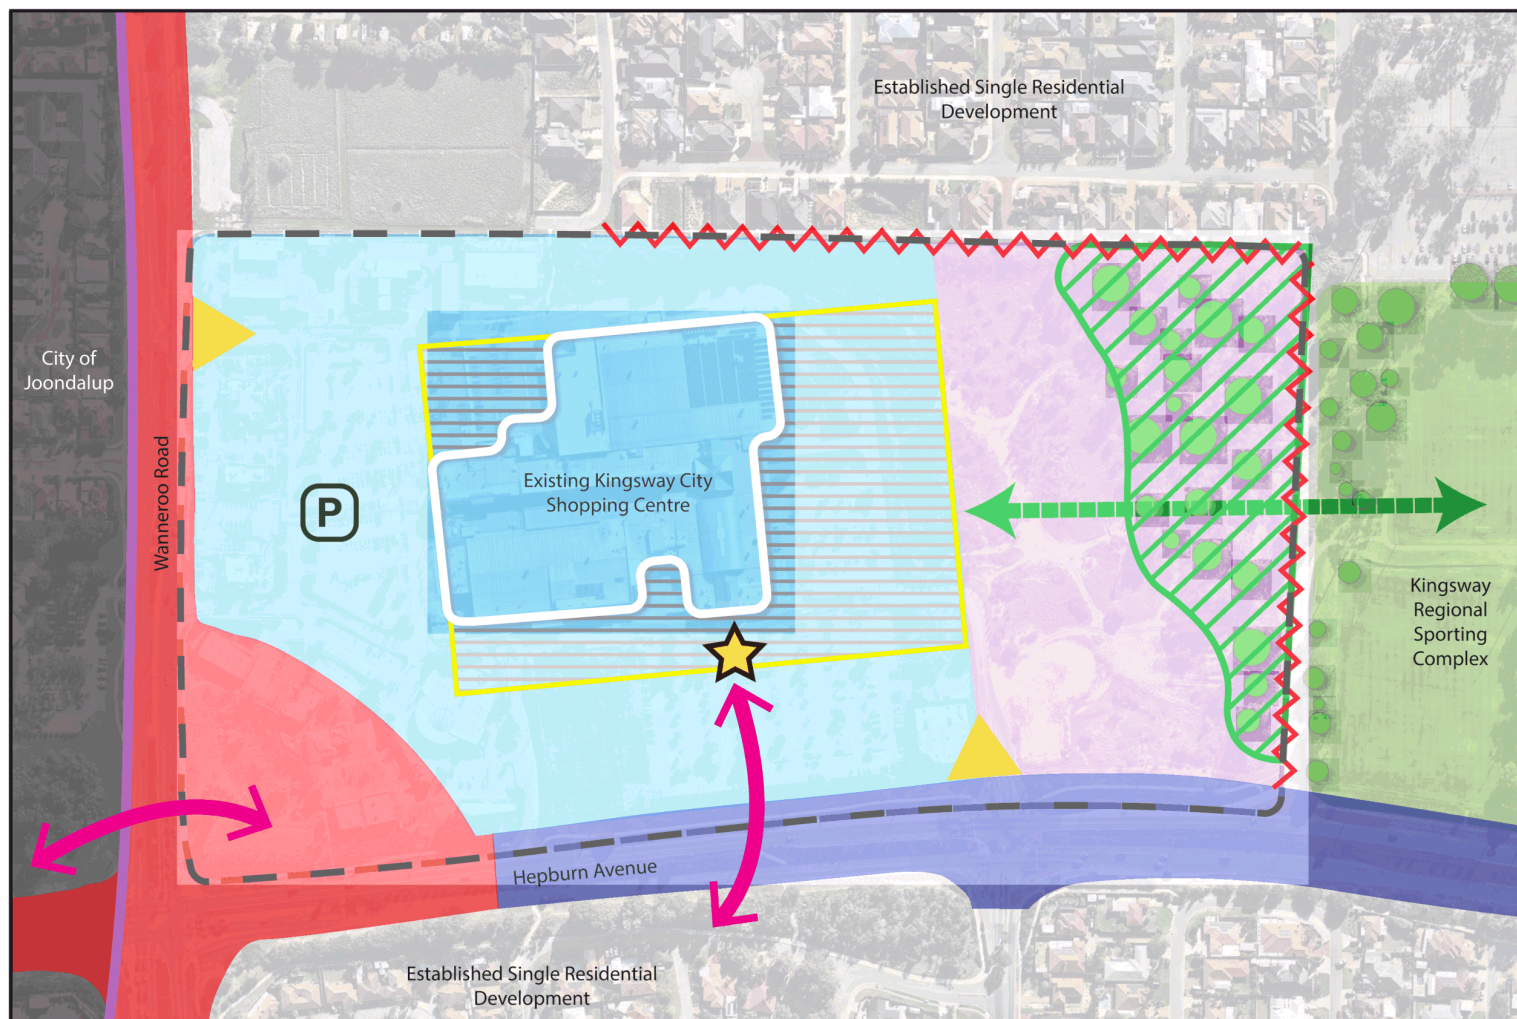 Established Single Residential
Development
City of
Joondalup
Wanneroo Road
P
Existing Kingsway City
Shopping Centre
Kingsway
Regional
Sporting
Complex
Hepburn Avenue
Established Single Residential
Development